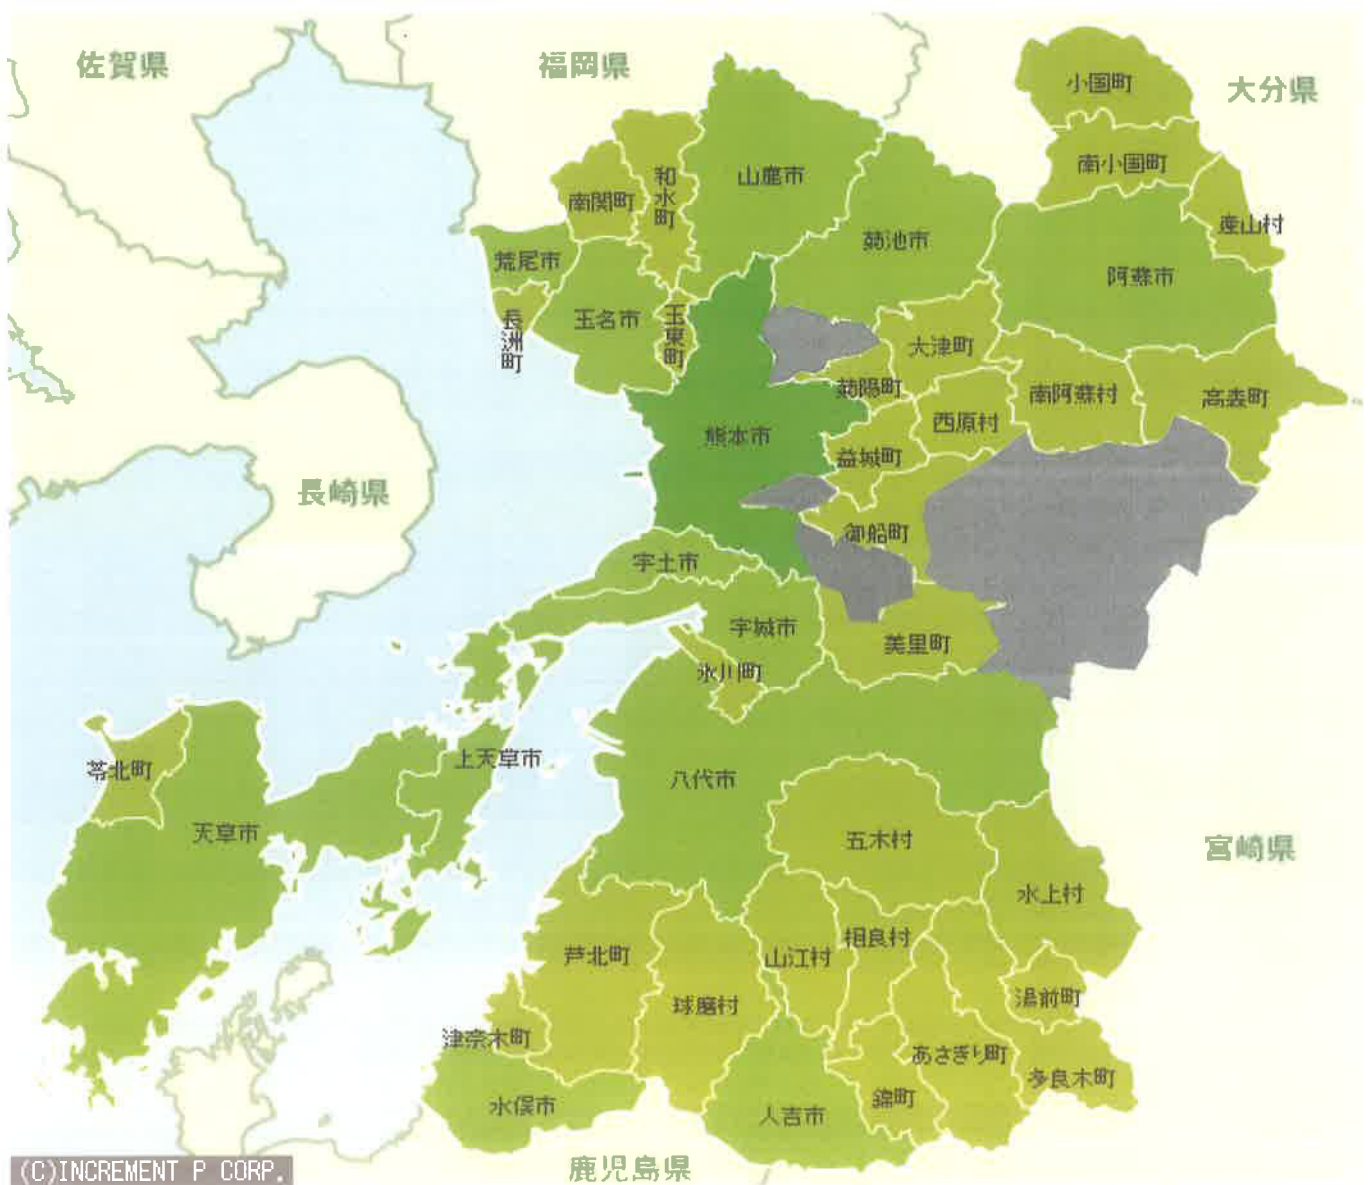 佐賀県
福岡県
大分県
小国町
南小国町
産山村
山鹿市
和水町
南関町
菊池市
荒尾市
阿蘇市
長洲町
玉名市
玉東町
大津町
菊陽町
南阿蘇村
高森町
西原村
熊本市
益城町
長崎県
御船町
宇土市
宇城市
美里町
氷川町
苓北町
上天草市
八代市
天草市
五木村
宮崎県
水上村
相良村
山江村
芦北町
湯前町
球磨村
津奈木町
あさぎり町
多良木町
錦町
水俣市
人吉市
鹿児島県
(C)INCREMENT P CORP.